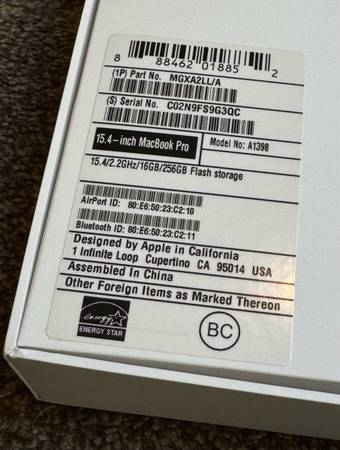 8 88462 01885 2
(1P) Part No. MGXA2LL/A
(S) Serial No. C02N9FS9G3QC
15.4-inch MacBook Pro
Model No: A1398
15.4/2.2GHz/16GB/256GB Flash storage
AirPort ID: 80:E6:50:23:C2:10
Bluetooth ID: 80:E6:50:23:C2:11
Designed by Apple in California
1 Infinite Loop Cupertino CA 95014 USA
Assembled In China
Other Foreign Items as Marked Thereon
energy
ENERGY STAR
BC